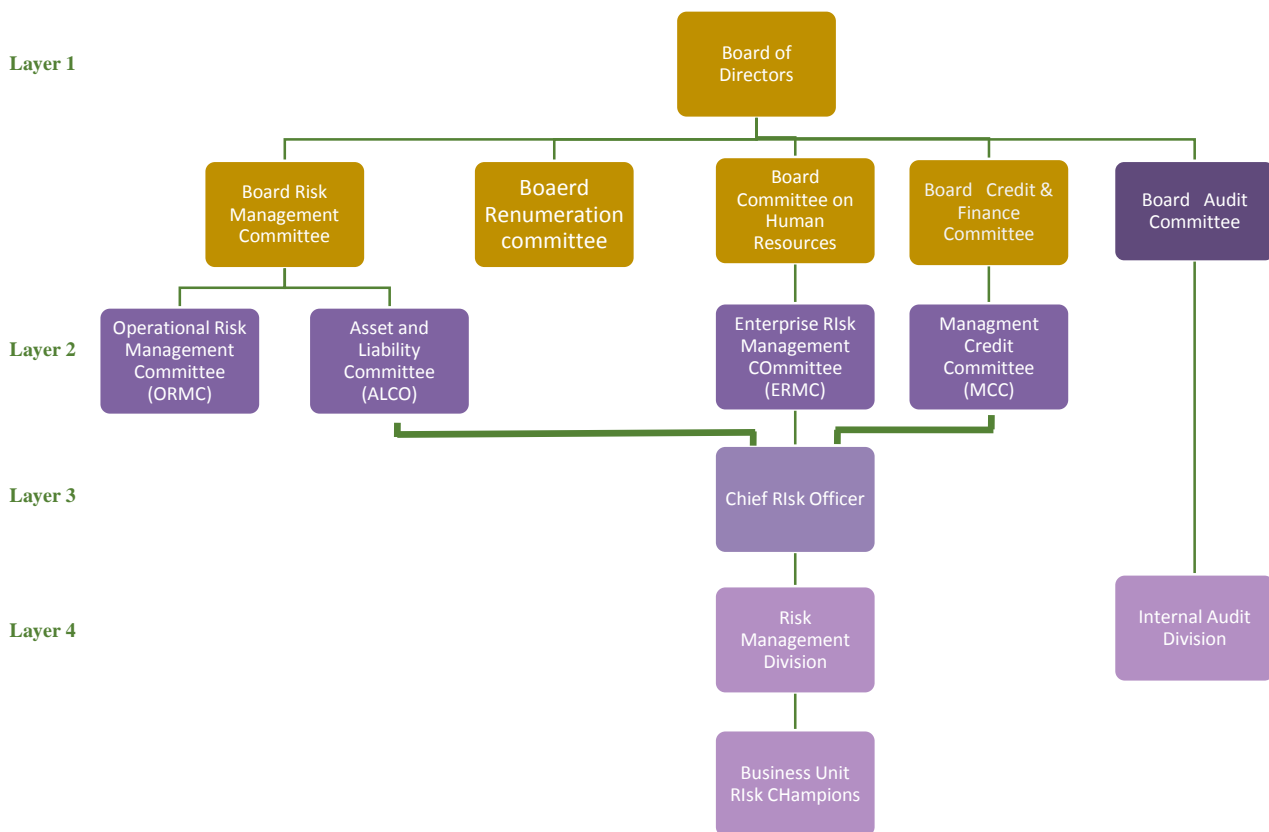 Layer 1
Board of
Directors
Board Risk
Management
Committee
Boaerd
Renumeration
committee
Board
Committee on
Human
Resources
Board Credit &
Finance
Committee
Board Audit
Committee
Layer 2
Operational Risk
Management
Committee
(ORMC)
Asset and
Liability
Committee
(ALCO)
Enterprise RIsk
Management
COmmittee
(ERMC)
Managment
Credit
Committee
(MCC)
Layer 3
Chief RIsk Officer
Layer 4
Risk
Management
Division
Internal Audit
Division
Business Unit
RIsk CHampions